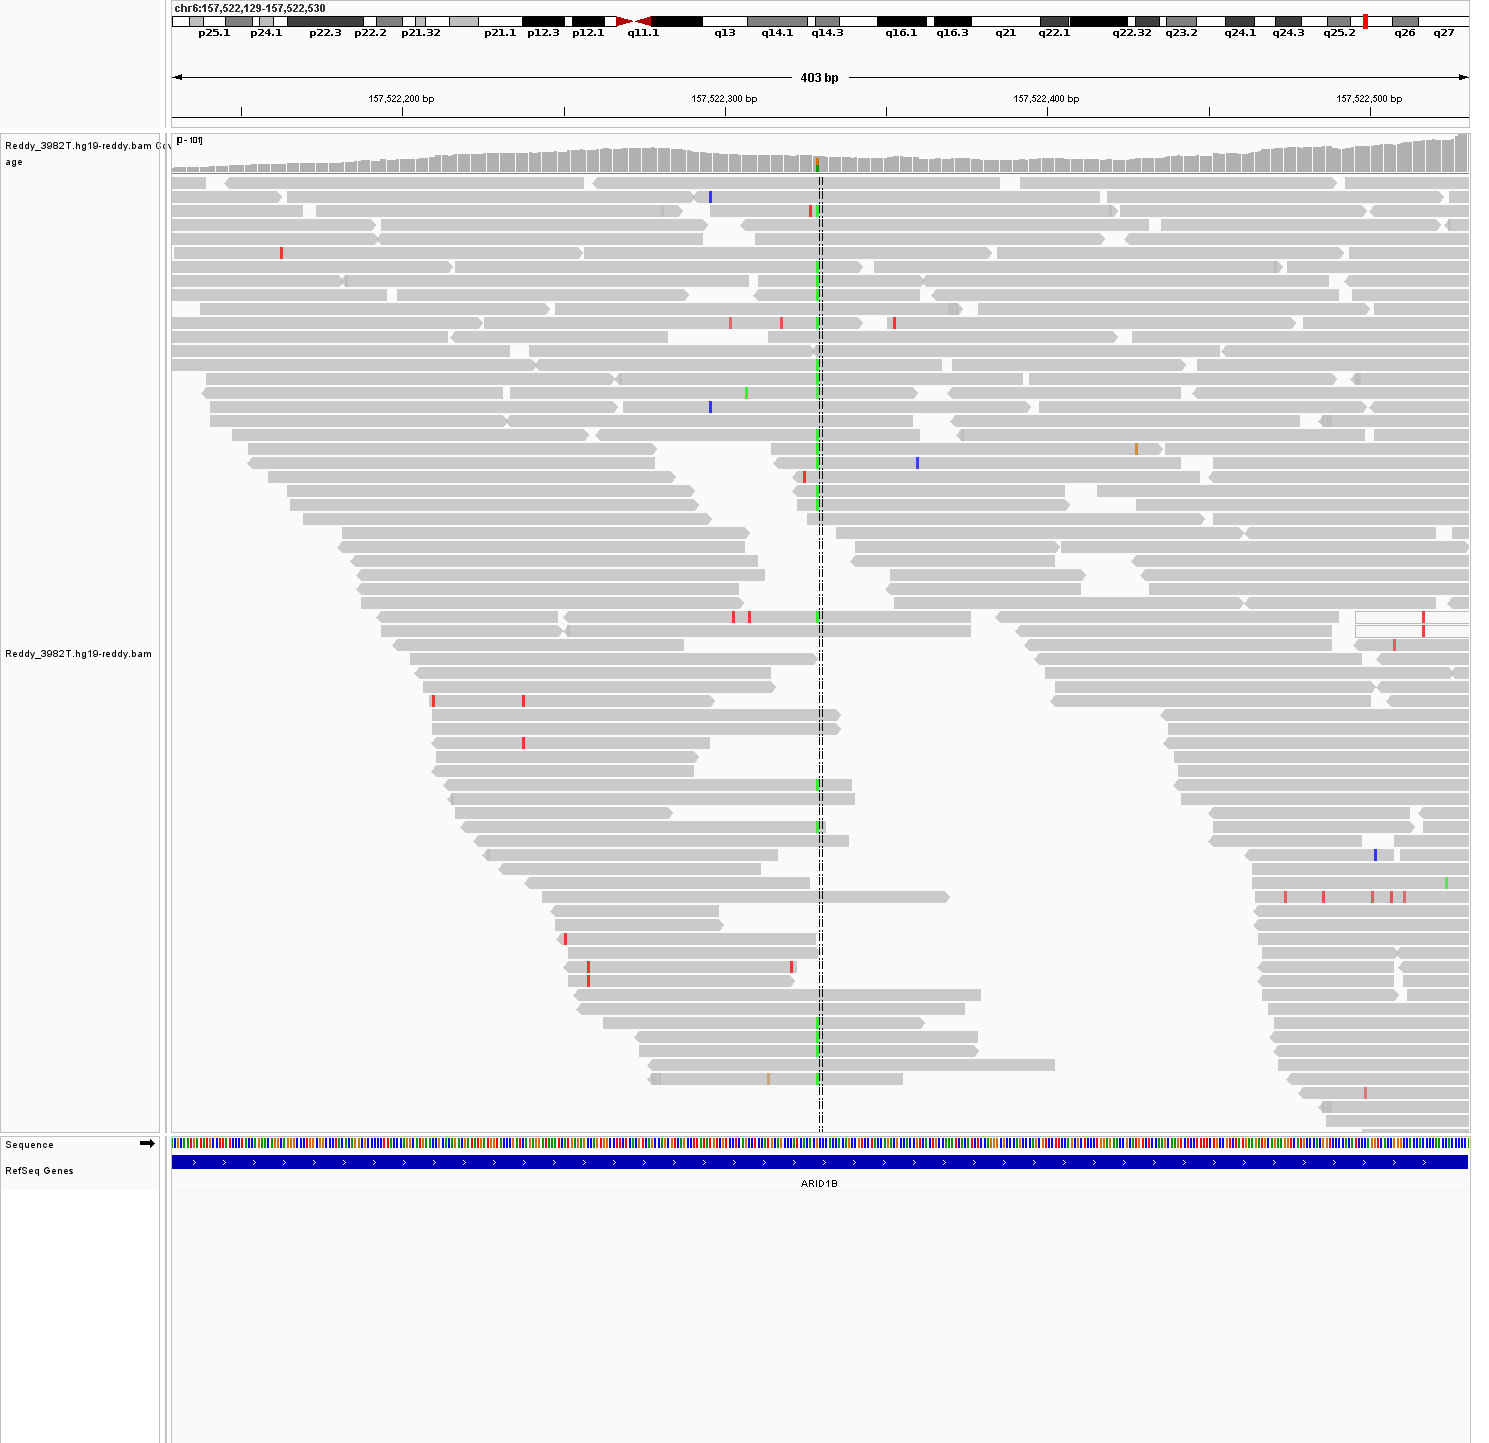 chr6:157,522,129-157,522,530
p25.1 p24.1 p22.3 p22.2 p21.32 p21.1 p12.3 p12.1 q11.1 q13 q14.1 q14.3 q16.1 q16.3 q21 q22.1 q22.32 q23.2 q24.1 q24.3 q25.2 q26 q27
403 bp
157,522,200 bp 157,522,300 bp 157,522,400 bp 157,522,500 bp
[0 - 101]
Reddy_3982T.hg19-reddy.bam Cov
age
Reddy_3982T.hg19-reddy.bam
Sequence
RefSeq Genes
ARID1B